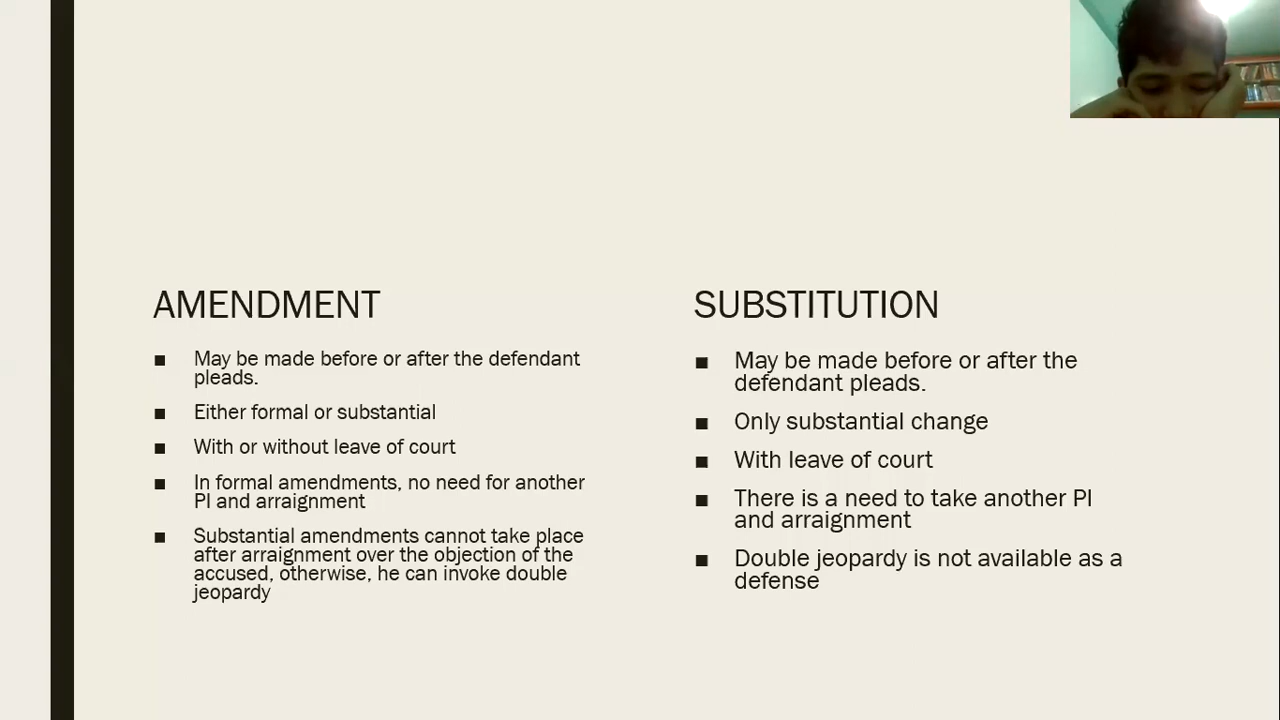 AMENDMENT
■ May be made before or after the defendant
pleads.
■ Either formal or substantial
■ With or without leave of court
■ In formal amendments, no need for another
PI and arraignment
■ Substantial amendments cannot take place
after arraignment over the objection of the
accused, otherwise, he can invoke double
jeopardy
SUBSTITUTION
■ May be made before or after the
defendant pleads.
■ Only substantial change
■ With leave of court
■ There is a need to take another PI
and arraignment
■ Double jeopardy is not available as a
defense